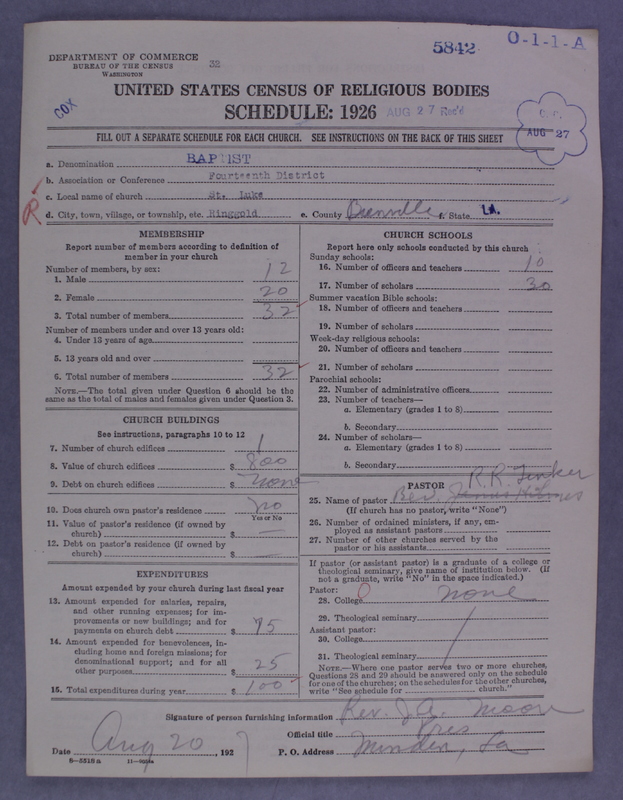 5842 O-1-1-A
DEPARTMENT OF COMMERCE
BUREAU OF THE CENSUS
WASHINGTON
32
COX
UNITED STATES CENSUS OF RELIGIOUS BODIES
SCHEDULE: 1926 AUG 27 Rec'd
AUG 27
FILL OUT A SEPARATE SCHEDULE FOR EACH CHURCH. SEE INSTRUCTIONS ON THE BACK OF THIS SHEET
a. Denomination BAPTIST
b. Association or Conference Fourteenth District
c. Local name of church St. Luke
R
d. City, town, village, or township, etc. Ringgold e. County Bienville f. State LA.
MEMBERSHIP
Report number of members according to definition of
member in your church
Number of members, by sex:
1. Male 12
2. Female 20
3. Total number of members 32
Number of members under and over 13 years old:
4. Under 13 years of age
5. 13 years old and over
6. Total number of members 32
NOTE.—The total given under Question 6 should be the
same as the total of males and females given under Question 3.
CHURCH BUILDINGS
See instructions, paragraphs 10 to 12
7. Number of church edifices 1
8. Value of church edifices $ 800
9. Debt on church edifices $ None
10. Does church own pastor's residence no
Yes or No
11. Value of pastor's residence (if owned by
church) $ —
12. Debt on pastor's residence (if owned by
church) $ —
EXPENDITURES
Amount expended by your church during last fiscal year
13. Amount expended for salaries, repairs,
and other running expences; for im-
provements or new buildings; and for
payments on church debt $ 75
14. Amount expended for benevolences, in-
cluding home and foreign missions; for
denominational support; and for all
other purposes $ 25
15. Total expenditures during year $ 100
CHURCH SCHOOLS
Report here only schools conducted by this church
Sunday schools:
16. Number of officers and teachers 10
17. Number of scholars 30
Summer vacation Bible schools:
18. Number of officers and teachers
19. Number of scholars
Week-day religious schools:
20. Number of officers and teachers
21. Number of scholars
Parochial schools:
22. Number of administrative officers
23. Number of teachers—
a. Elementary (grades 1 to 8)
b. Secondary
24. Number of scholars—
a. Elementary (grades 1 to 8)
b. Secondary
PASTOR R.R. Tinker
25. Name of pastor Rev.
(If church has no pastor, write "None")
26. Number of ordained ministers, if any, em-
ployed as assistant pastors
27. Number of other churches served by the
pastor or his assistants
If pastor (or assistant pastor) is a graduate of a college or
theological seminary, give name of institution below. (If
not a graduate, write "No" in the space indicated.)
Pastor:
28. College none
29. Theological seminary
Assistant pastor:
30. College
31. Theological seminary
NOTE.—Where one pastor serves two or more churches,
Questions 28 and 29 should be answered only on the schedule
for one of the churches; on the schedules for the other churches,
write "See schedule for church."
Signature of person furnishing information Rev. J.A. Moore
Official title Pres
Date Aug 20, 1927 P. O. Address Minden, La
8—5518 a